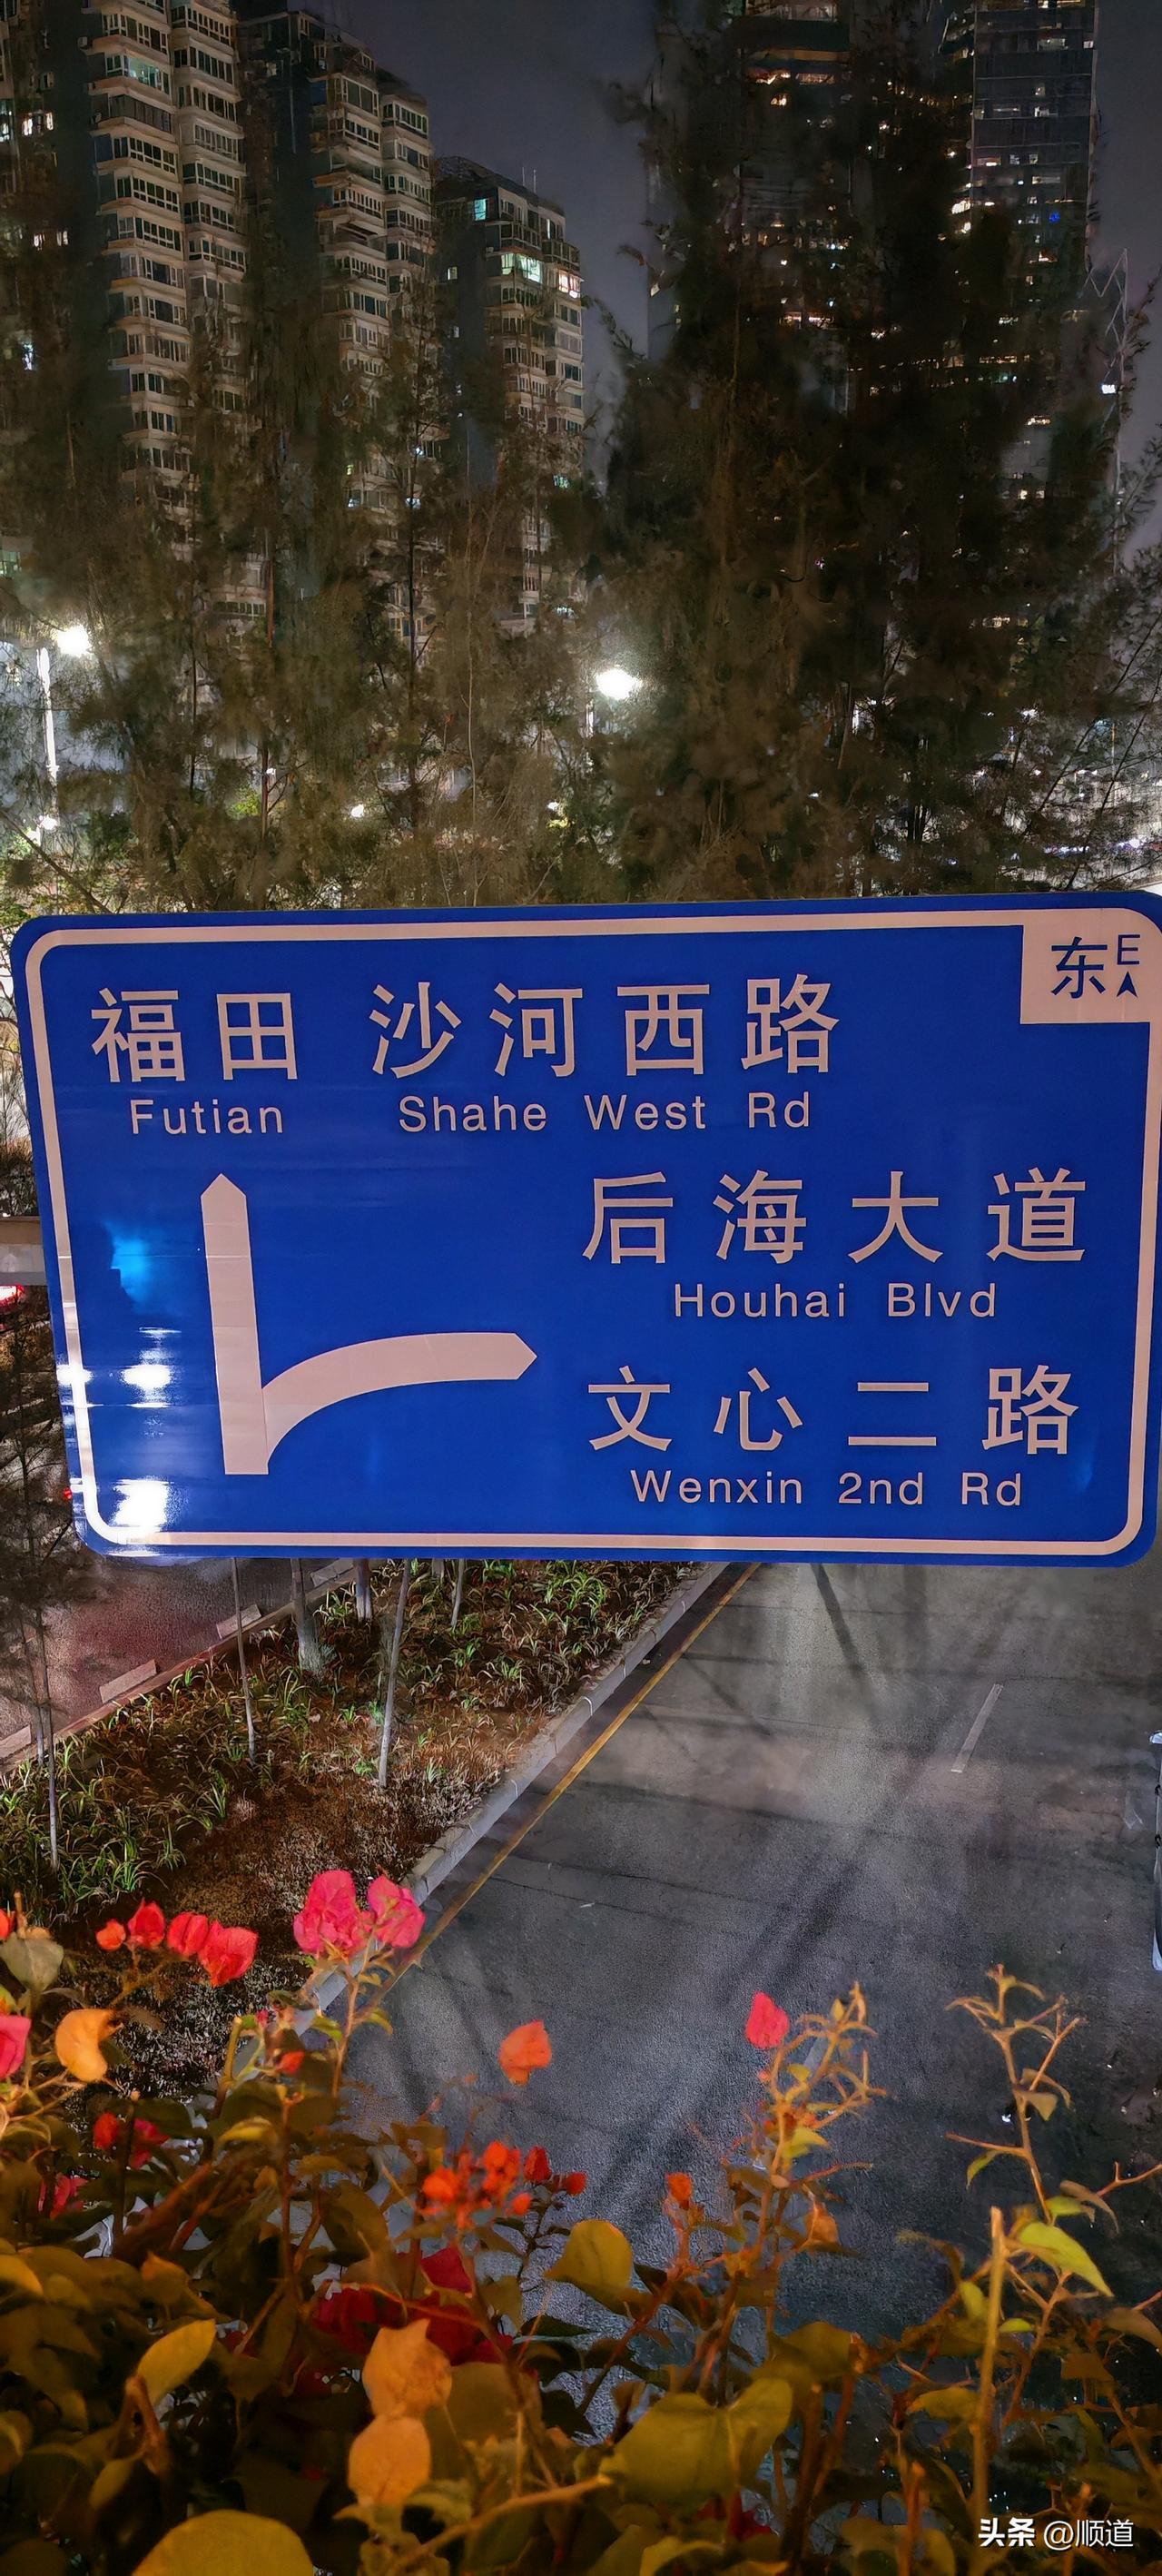 东 E
福田 沙河西路
Futian Shahe West Rd
后海大道
Houhai Blvd
文心二路
Wenxin 2nd Rd
头条 @顺道